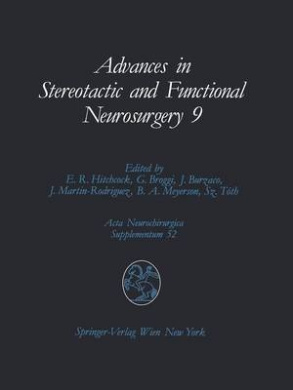 Advances in
Stereotactic and Functional
Neurosurgery 9
Edited by
E. R. Hitchcock, G. Broggi, J. Burzaco,
J. Martin-Rodriguez, B. A. Meyerson, Sz. Tóth
Acta Neurochirurgica
Supplementum 52
Springer-Verlag Wien New York